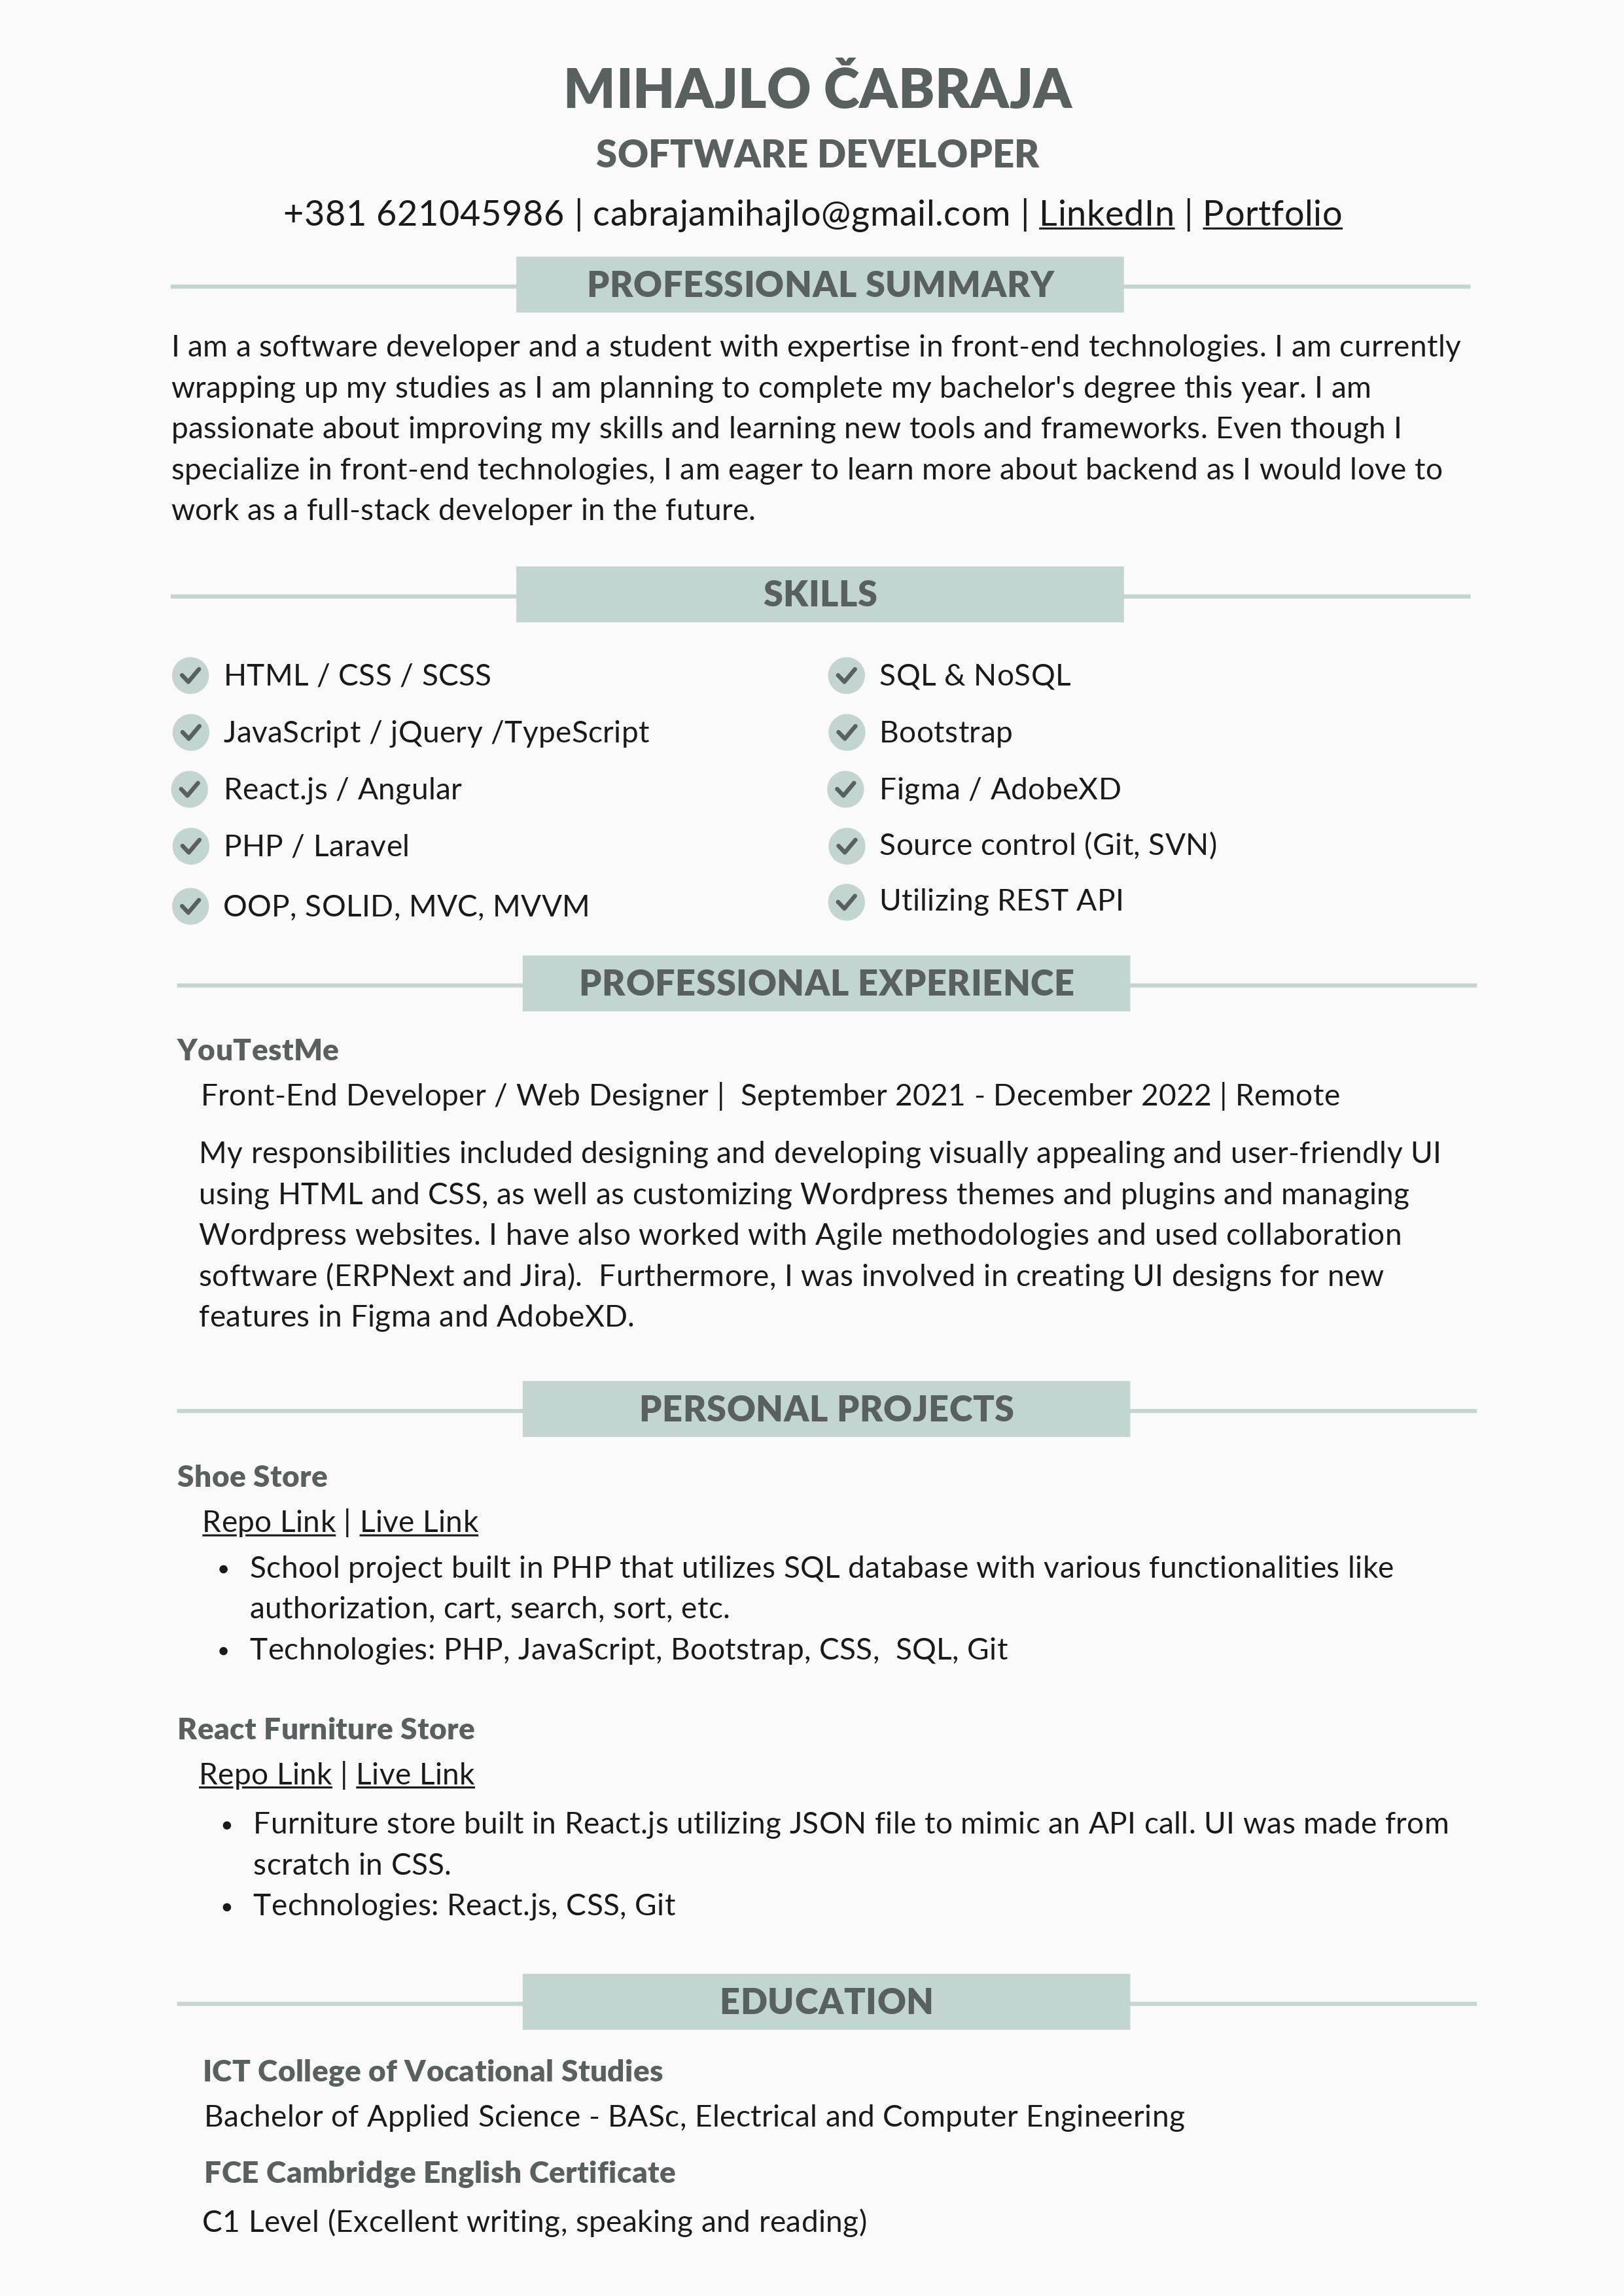 MIHAJLO ČABRAJA
SOFTWARE DEVELOPER
+381 621045986 | cabrajamihajlo@gmail.com | LinkedIn | Portfolio
PROFESSIONAL SUMMARY
I am a software developer and a student with expertise in front-end technologies. I am currently
wrapping up my studies as I am planning to complete my bachelor's degree this year. I am
passionate about improving my skills and learning new tools and frameworks. Even though I
specialize in front-end technologies, I am eager to learn more about backend as I would love to
work as a full-stack developer in the future.
SKILLS
HTML / CSS / SCSS
JavaScript / jQuery /TypeScript
React.js / Angular
PHP / Laravel
OOP, SOLID, MVC, MVVM
SQL & NoSQL
Bootstrap
Figma / AdobeXD
Source control (Git, SVN)
Utilizing REST API
PROFESSIONAL EXPERIENCE
YouTestMe
Front-End Developer / Web Designer | September 2021 - December 2022 | Remote
My responsibilities included designing and developing visually appealing and user-friendly UI
using HTML and CSS, as well as customizing Wordpress themes and plugins and managing
Wordpress websites. I have also worked with Agile methodologies and used collaboration
software (ERPNext and Jira).  Furthermore, I was involved in creating UI designs for new
features in Figma and AdobeXD.
PERSONAL PROJECTS
Shoe Store
Repo Link | Live Link
• School project built in PHP that utilizes SQL database with various functionalities like
authorization, cart, search, sort, etc.
• Technologies: PHP, JavaScript, Bootstrap, CSS,  SQL, Git
React Furniture Store
Repo Link | Live Link
• Furniture store built in React.js utilizing JSON file to mimic an API call. UI was made from
scratch in CSS.
• Technologies: React.js, CSS, Git
EDUCATION
ICT College of Vocational Studies
Bachelor of Applied Science - BASc, Electrical and Computer Engineering
FCE Cambridge English Certificate
C1 Level (Excellent writing, speaking and reading)